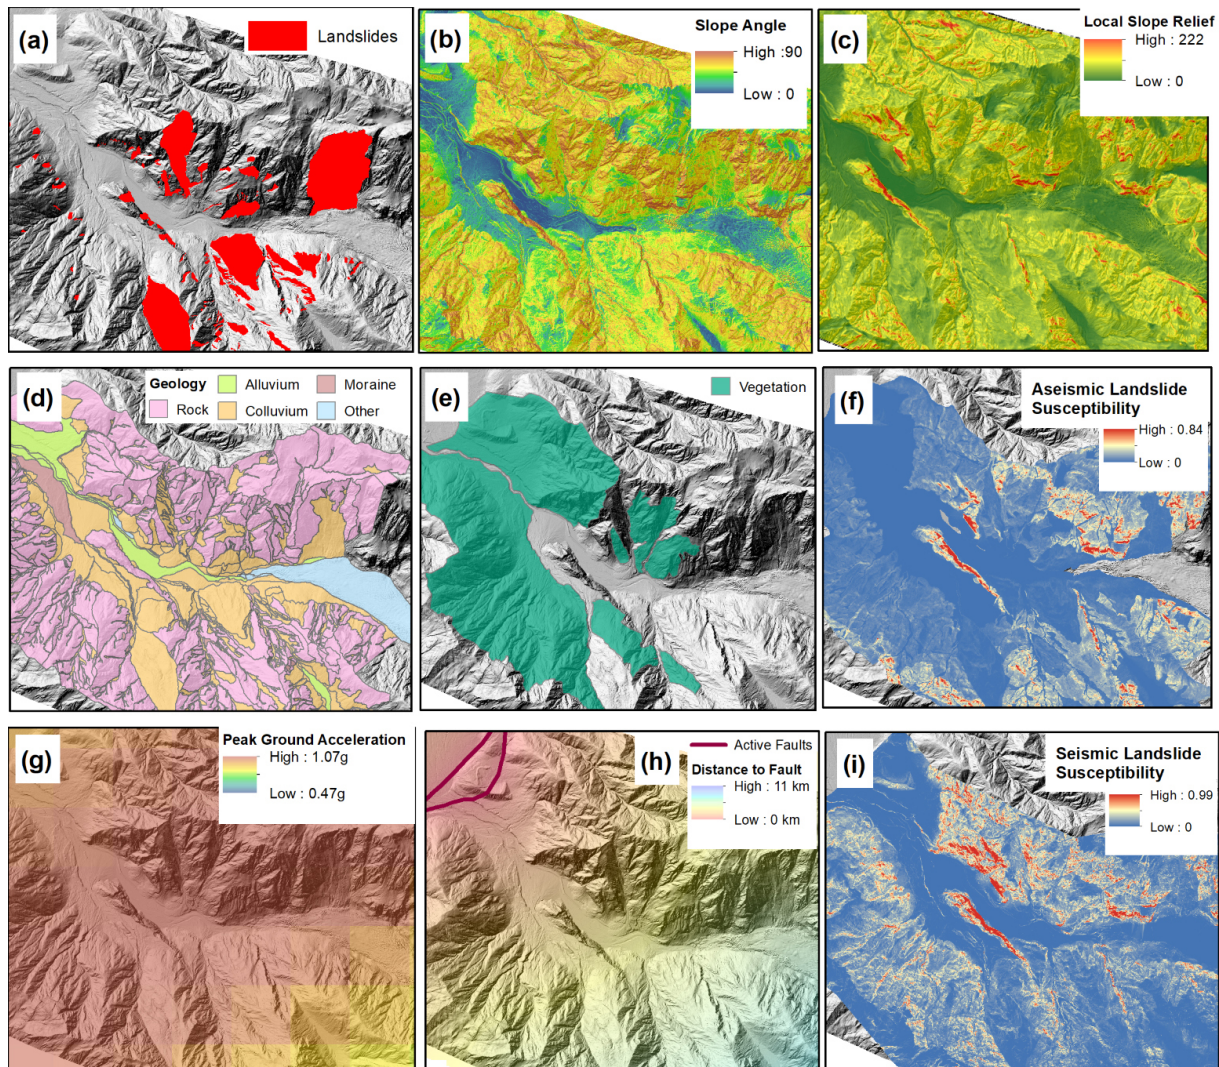 (a)
Landslides
(b)
Slope Angle
High :90
Low : 0
(c)
Local Slope Relief
High : 222
Low : 0
(d)
Geology
Alluvium
Moraine
Rock
Colluvium
Other
(e)
Vegetation
(f)
Aseismic Landslide
Susceptibility
High : 0.84
Low : 0
(g)
Peak Ground Acceleration
High : 1.07g
Low : 0.47g
(h)
Active Faults
Distance to Fault
High : 11 km
Low : 0 km
(i)
Seismic Landslide
Susceptibility
High : 0.99
Low : 0